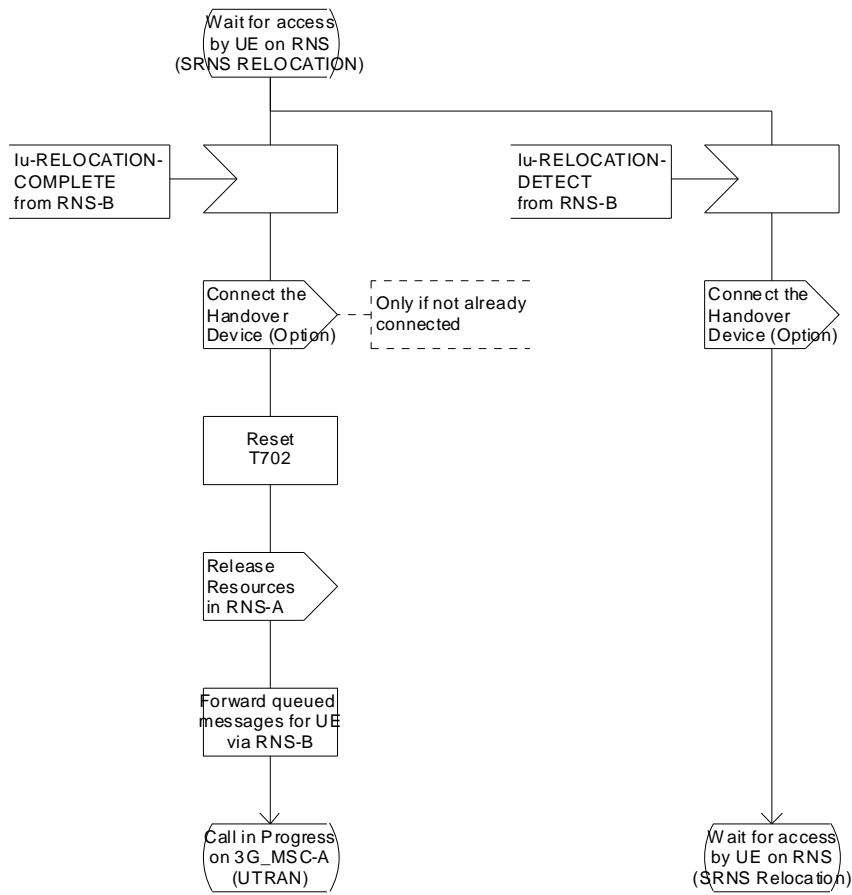 Wait for access
by UE on RNS
(SRNS RELOCATION)
Iu-RELOCATION-
COMPLETE
from RNS-B
Iu-RELOCATION-
DETECT
from RNS-B
Connect the
Handover
Device (Option)
Only if not already
connected
Connect the
Handover
Device (Option)
Reset
T702
Release
Resources
in RNS-A
Forward queued
messages for UE
via RNS-B
Call in Progress
on 3G_MSC-A
(UTRAN)
Wait for access
by UE on RNS
(SRNS Relocation)